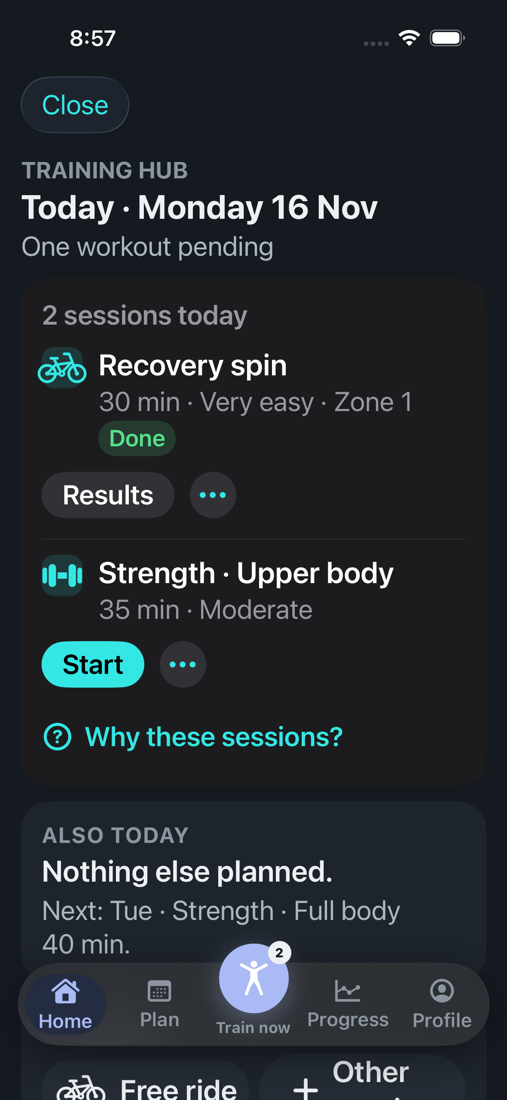 8:57
Close
TRAINING HUB
Today · Monday 16 Nov
One workout pending
2 sessions today
Recovery spin
30 min · Very easy · Zone 1
Done
Results
Strength · Upper body
35 min · Moderate
Start
Why these sessions?
ALSO TODAY
Nothing else planned.
Next: Tue · Strength · Full body
40 min.
2
Home
Plan
Train now
Progress
Profile
Free ride
Other